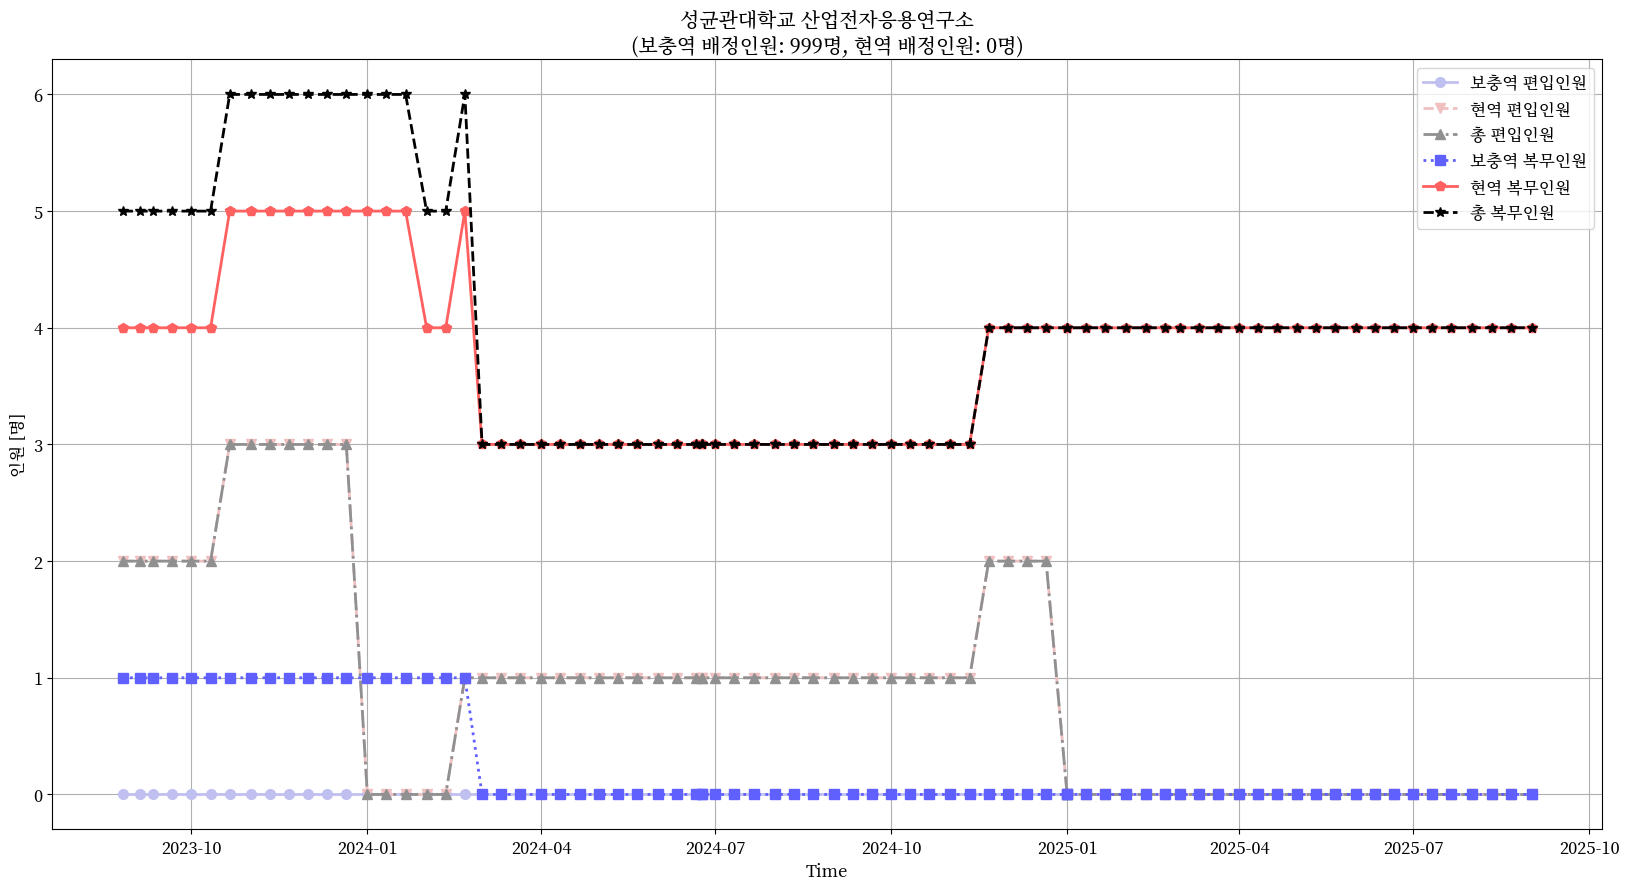 성균관대학교 산업전자응용연구소
(보충역 배정인원: 999명, 현역 배정인원: 0명)
보충역 편입인원
현역 편입인원
총 편입인원
보충역 복무인원
현역 복무인원
총 복무인원
인원 [명]
6
5
4
3
2
1
0
2023-10
2024-01
2024-04
2024-07
2024-10
2025-01
2025-04
2025-07
2025-10
Time